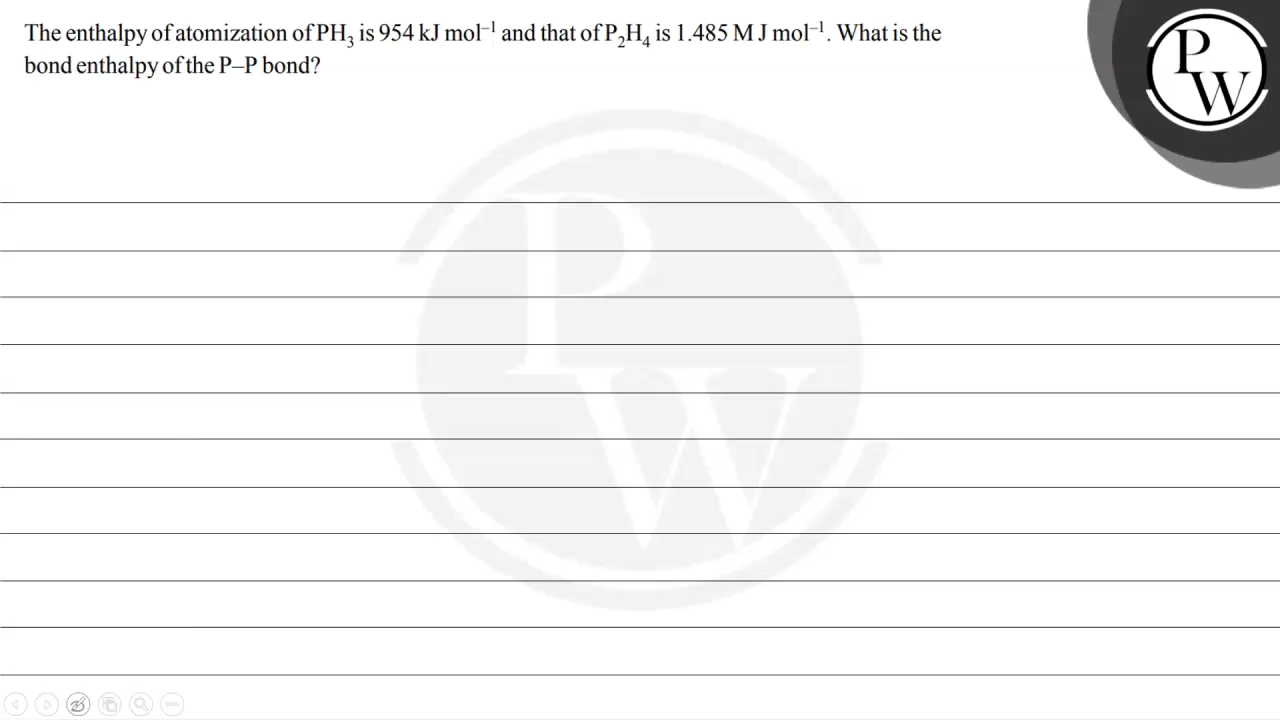 The enthalpy of atomization of PH₃ is 954 kJ mol⁻¹ and that of P₂H₄ is 1.485 M J mol⁻¹. What is the
bond enthalpy of the P–P bond?
P
W
P
W